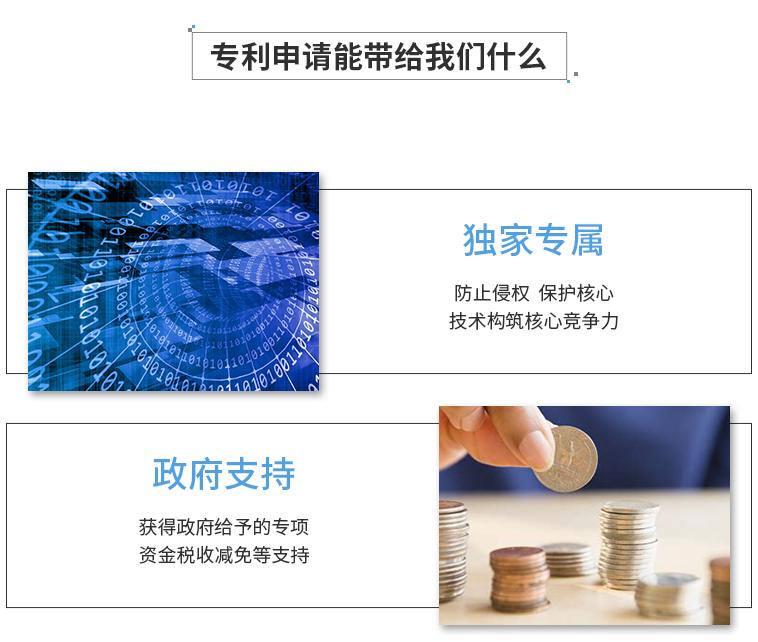 专利申请能带给我们什么
独家专属
防止侵权 保护核心
技术构筑核心竞争力
政府支持
获得政府给予的专项
资金税收减免等支持